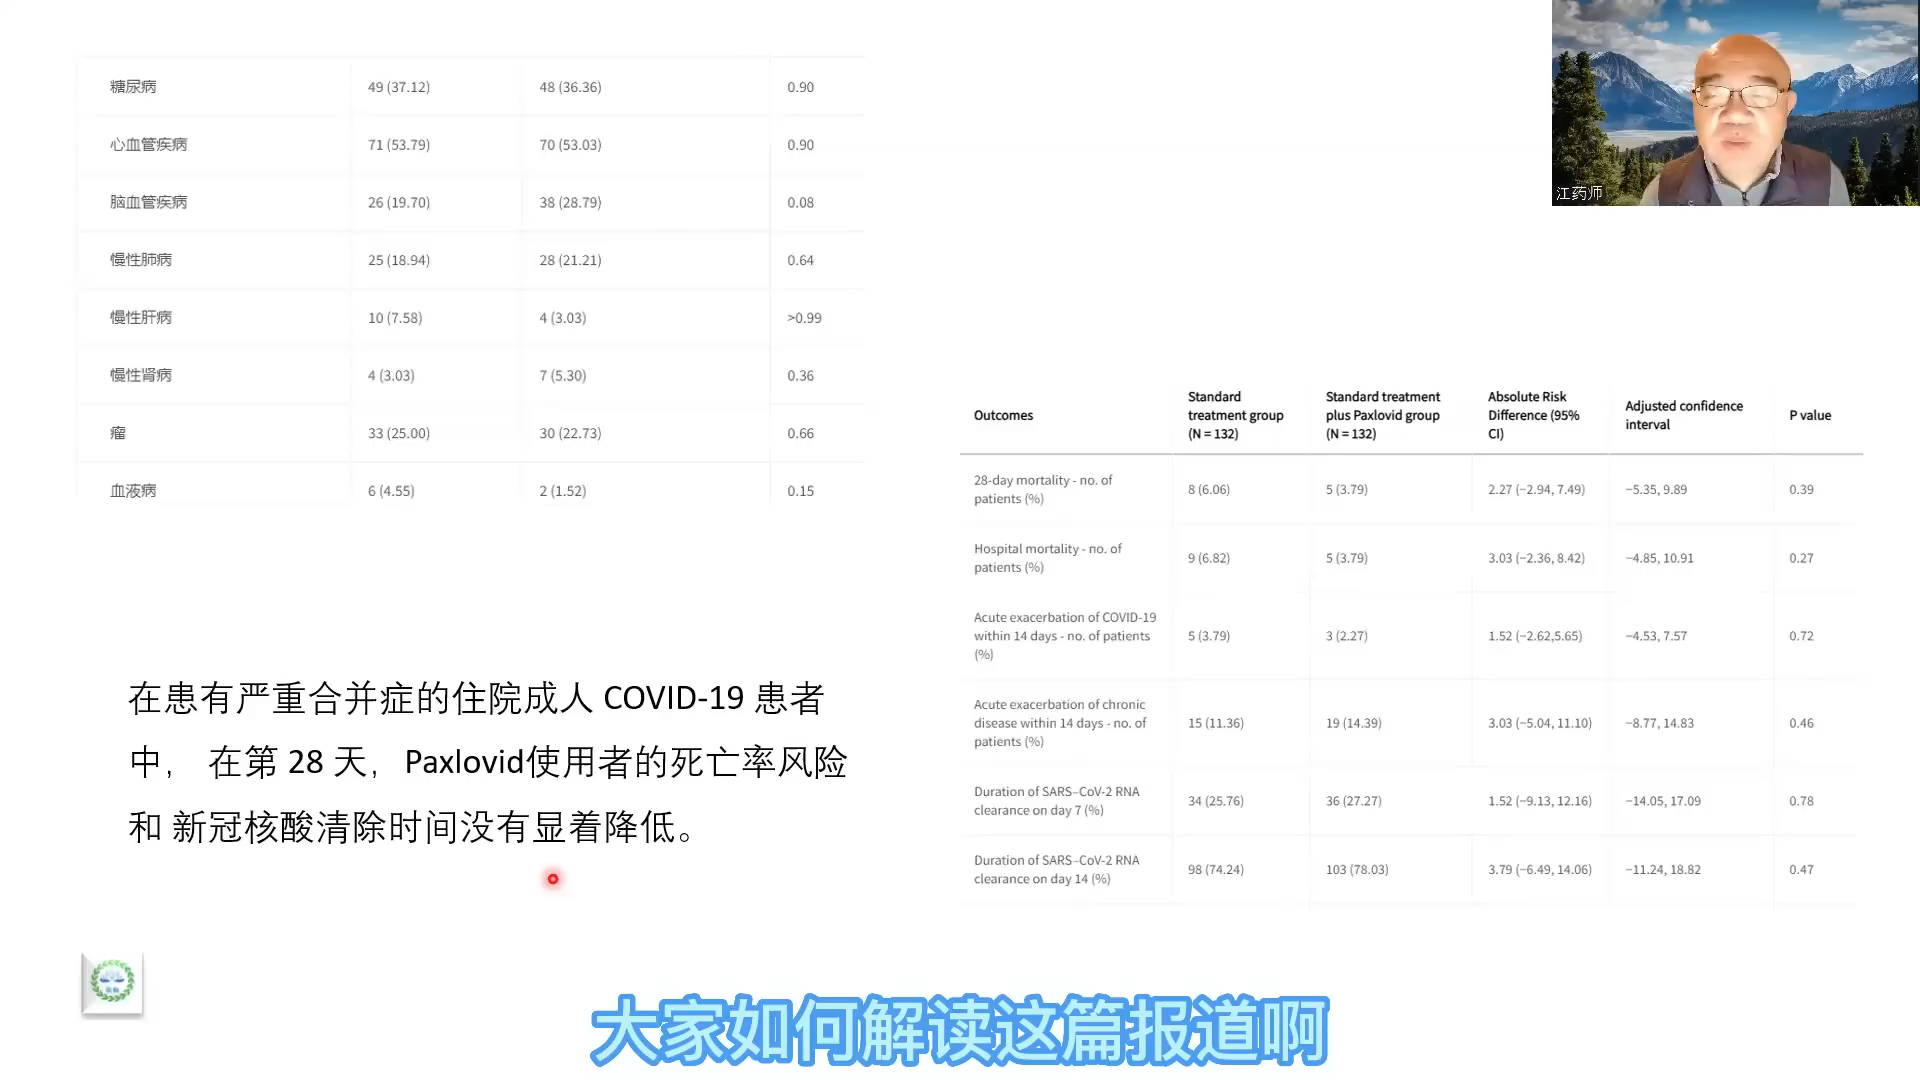 糖尿病 49 (37.12) 48 (36.36) 0.90
心血管疾病 71 (53.79) 70 (53.03) 0.90
脑血管疾病 26 (19.70) 38 (28.79) 0.08
慢性肺病 25 (18.94) 28 (21.21) 0.64
慢性肝病 10 (7.58) 4 (3.03) >0.99
慢性肾病 4 (3.03) 7 (5.30) 0.36
瘤 33 (25.00) 30 (22.73) 0.66
血液病 6 (4.55) 2 (1.52) 0.15
在患有严重合并症的住院成人 COVID-19 患者
中， 在第 28 天，Paxlovid使用者的死亡率风险
和 新冠核酸清除时间没有显着降低。
江药师
Outcomes
Standard
treatment group
(N = 132)
Standard treatment
plus Paxlovid group
(N = 132)
Absolute Risk
Difference (95%
CI)
Adjusted confidence
interval
P value
28-day mortality - no. of
patients (%)
8 (6.06) 5 (3.79) 2.27 (−2.94, 7.49) −5.35, 9.89 0.39
Hospital mortality - no. of
patients (%)
9 (6.82) 5 (3.79) 3.03 (−2.36, 8.42) −4.85, 10.91 0.27
Acute exacerbation of COVID-19
within 14 days - no. of patients
(%)
5 (3.79) 3 (2.27) 1.52 (−2.62,5.65) −4.53, 7.57 0.72
Acute exacerbation of chronic
disease within 14 days - no. of
patients (%)
15 (11.36) 19 (14.39) 3.03 (−5.04, 11.10) −8.77, 14.83 0.46
Duration of SARS–CoV-2 RNA
clearance on day 7 (%)
34 (25.76) 36 (27.27) 1.52 (−9.13, 12.16) −14.05, 17.09 0.78
Duration of SARS–CoV-2 RNA
clearance on day 14 (%)
98 (74.24) 103 (78.03) 3.79 (−6.49, 14.06) −11.24, 18.82 0.47
大家如何解读这篇报道啊